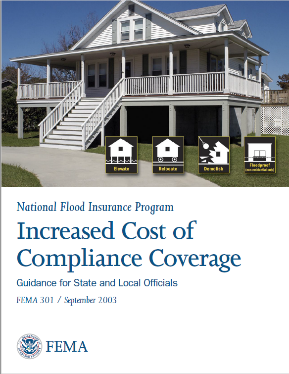 Elevate
Relocate
Demolish
Floodproof
National Flood Insurance Program
Increased Cost of
Compliance Coverage
Guidance for State and Local Officials
FEMA 301 / September 2003
FEMA